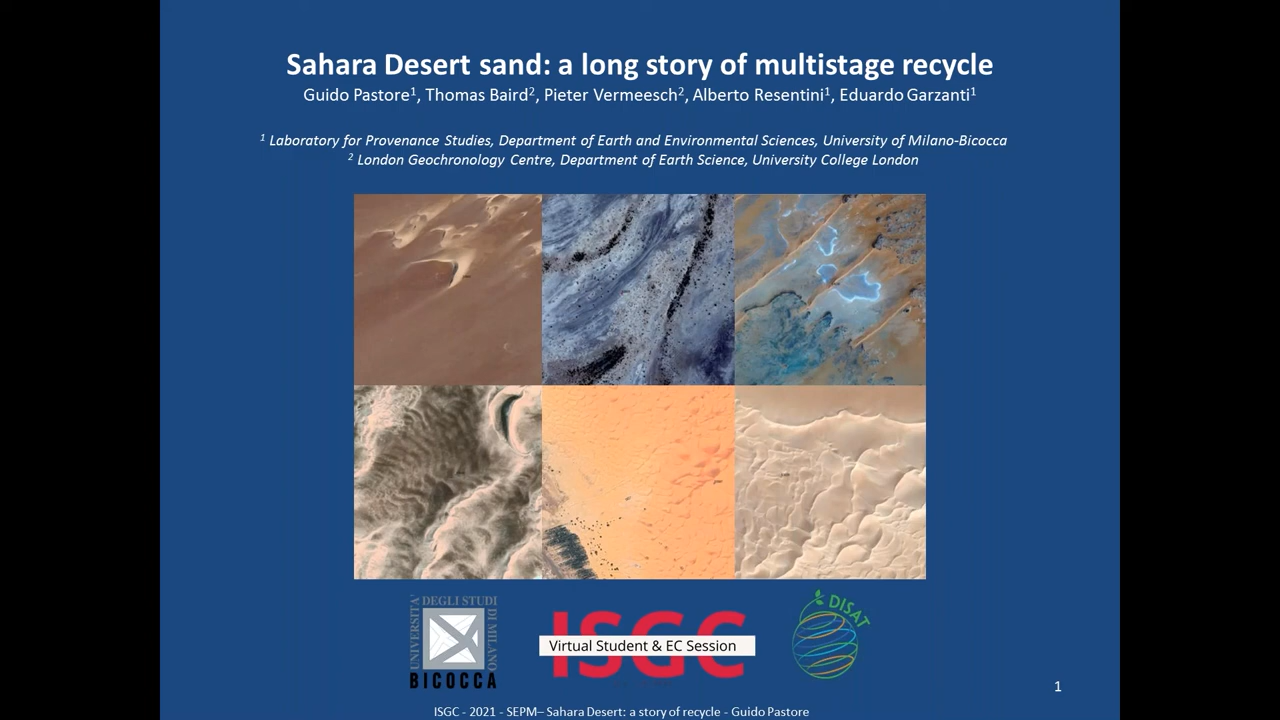 Sahara Desert sand: a long story of multistage recycle
Guido Pastore¹, Thomas Baird², Pieter Vermeesch², Alberto Resentini¹, Eduardo Garzanti¹
¹ Laboratory for Provenance Studies, Department of Earth and Environmental Sciences, University of Milano-Bicocca
² London Geochronology Centre, Department of Earth Science, University College London
UNIVERSITA'
DEGLI STUDI
DI MILANO
BICOCCA
ISGC
Virtual Student & EC Session
DISAT
1
ISGC - 2021 - SEPM– Sahara Desert: a story of recycle - Guido Pastore